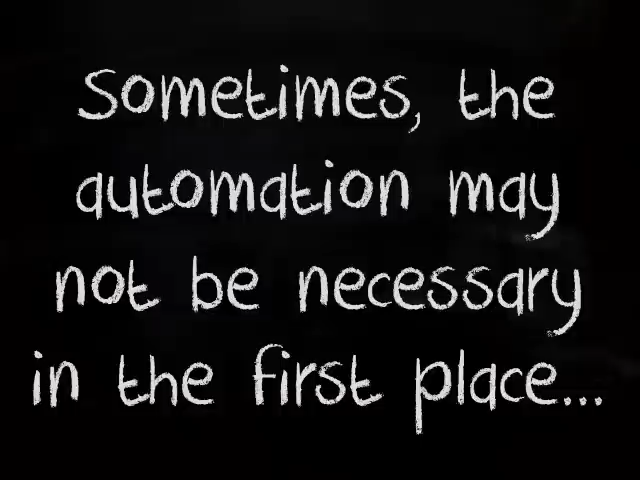 Sometimes, the
automation may
not be necessary
in the first place...